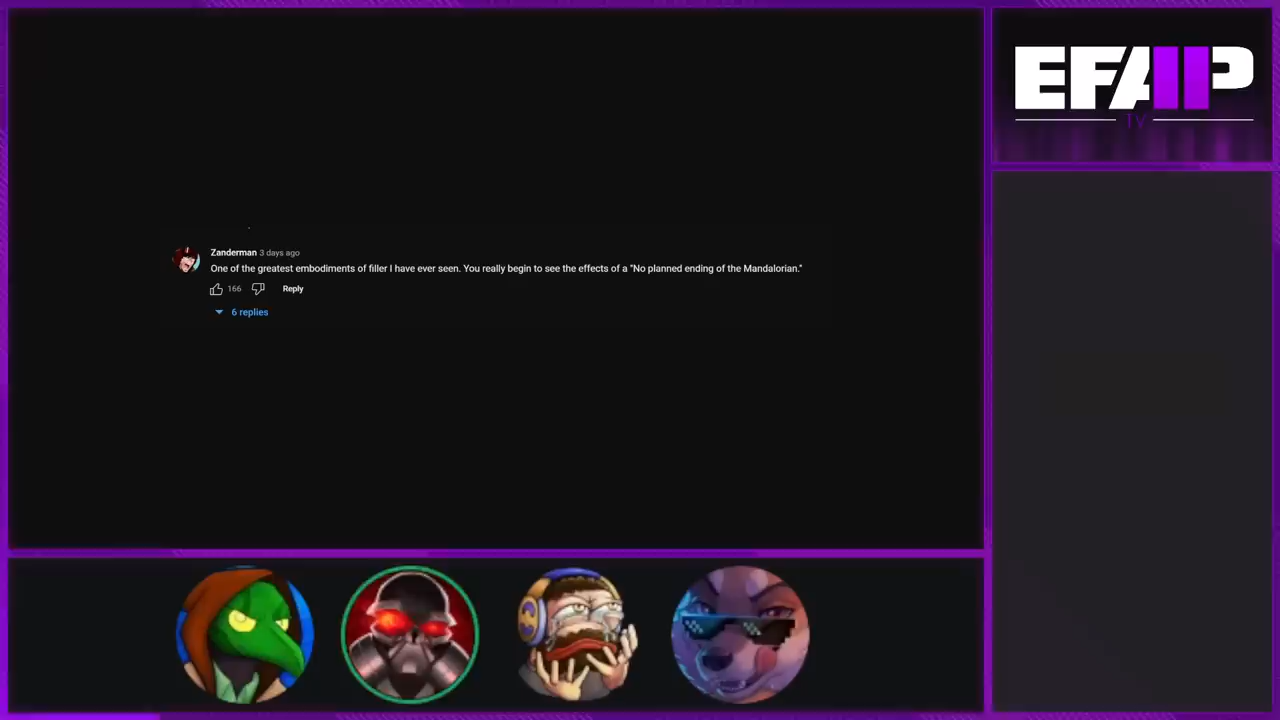 EFAP
TV
Zanderman 3 days ago
One of the greatest embodiments of filler I have ever seen. You really begin to see the effects of a "No planned ending of the Mandalorian."
166 Reply
6 replies